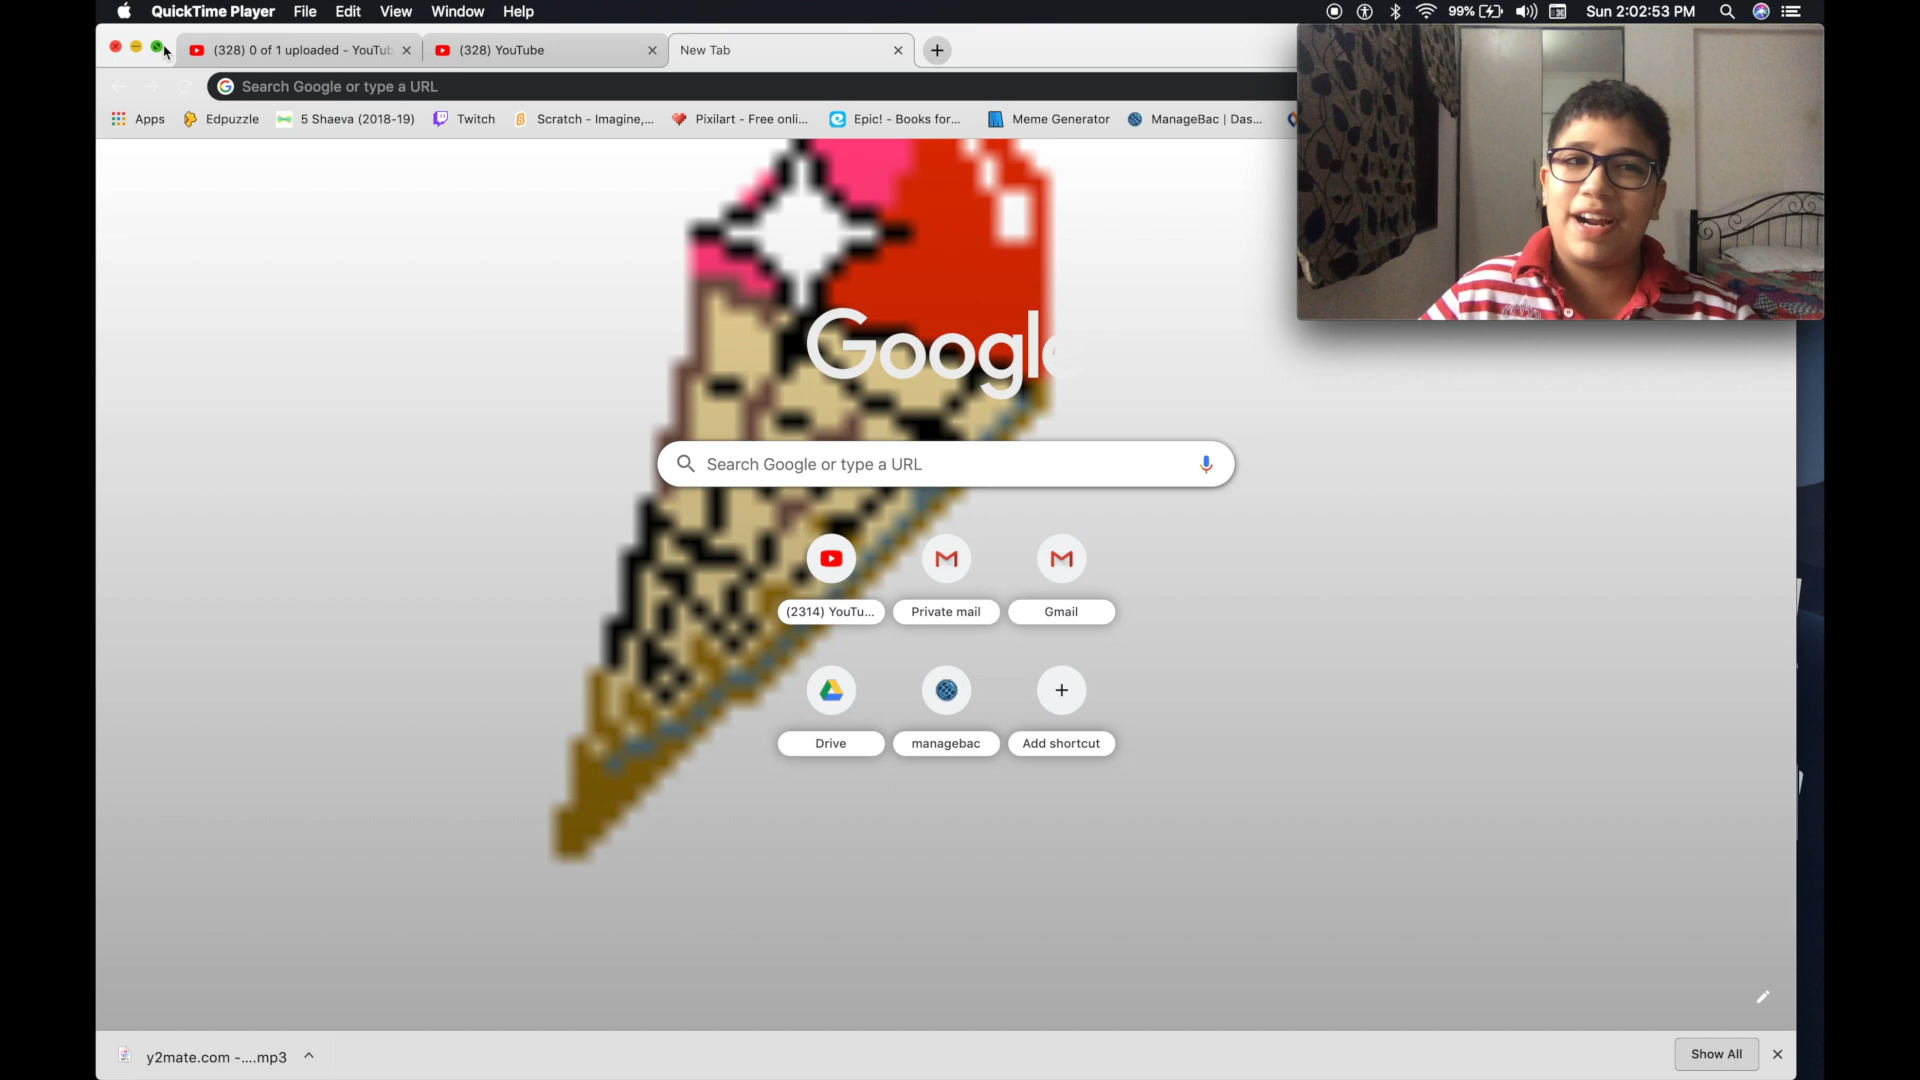 QuickTime Player File Edit View Window Help 99% Sun 2:02:53 PM
(328) 0 of 1 uploaded - YouTub (328) YouTube New Tab
Search Google or type a URL
Apps Edpuzzle 5 Shaeva (2018-19) Twitch Scratch - Imagine,... Pixilart - Free onli... Epic! - Books for... Meme Generator ManageBac | Das...
Google
Search Google or type a URL
(2314) YouTu... Private mail Gmail
Drive managebac Add shortcut
y2mate.com -....mp3 Show All